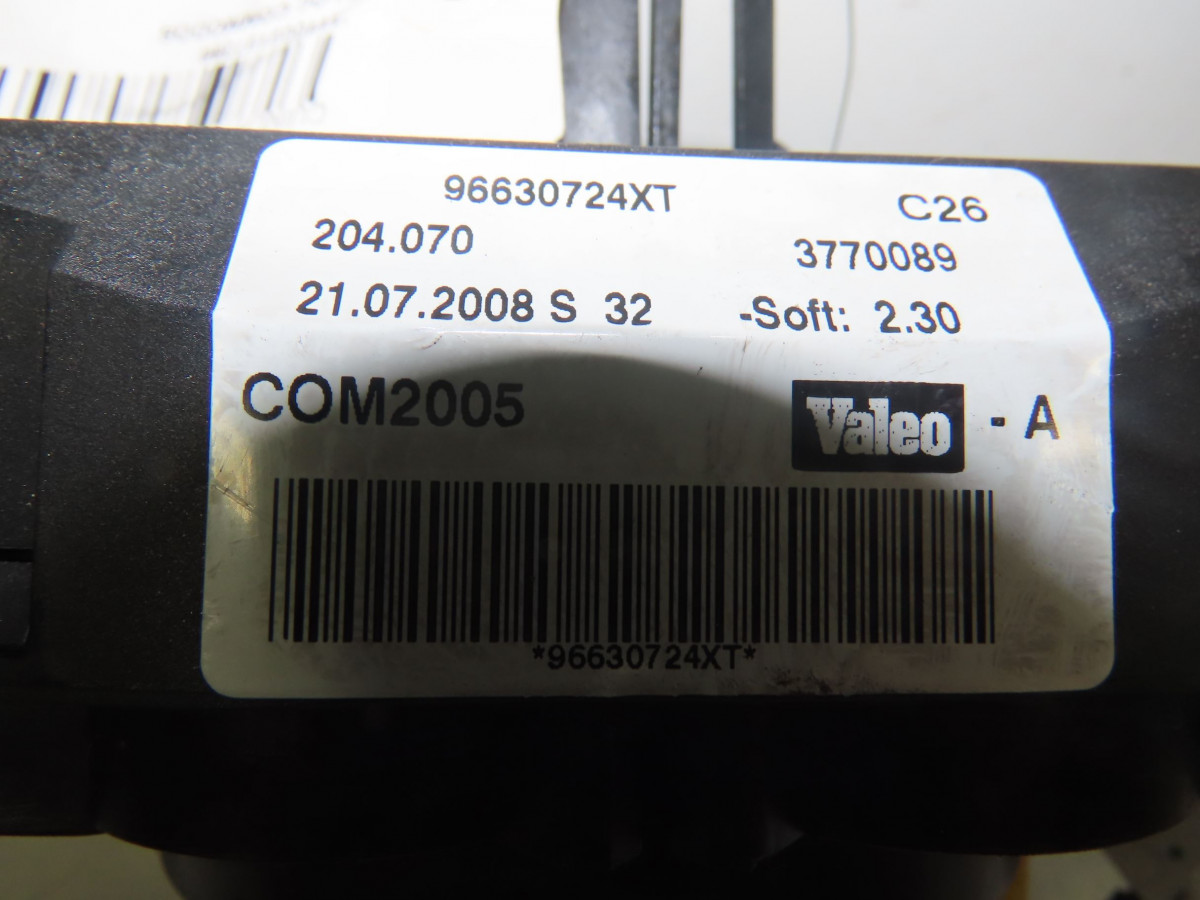 96630724XT C26
204.070 3770089
21.07.2008 S 32 -Soft: 2.30
COM2005 Valeo - A
*96630724XT*